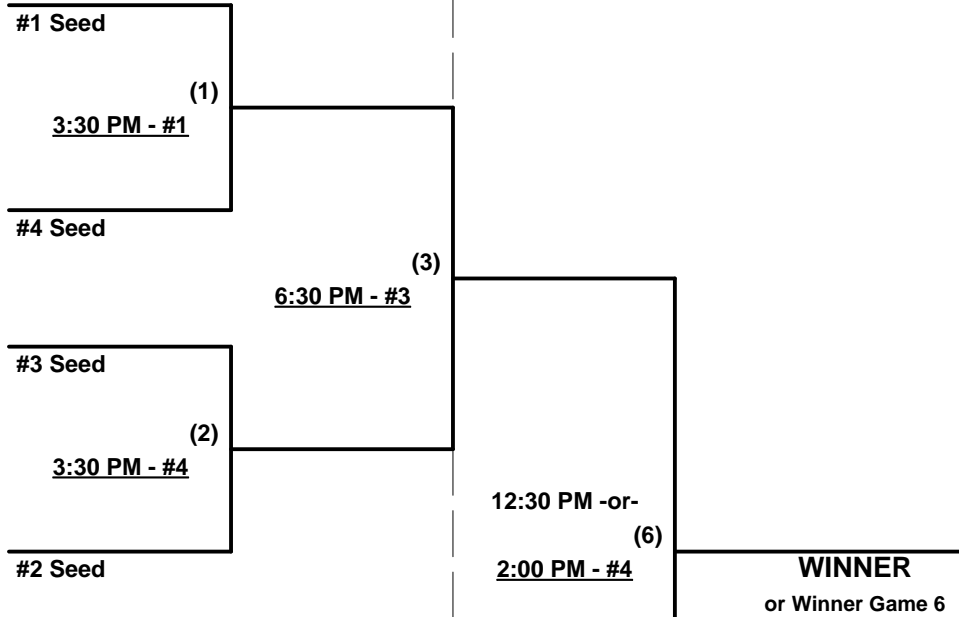 #1 Seed
(1)
3:30 PM - #1
#4 Seed
(3)
6:30 PM - #3
#3 Seed
(2)
3:30 PM - #4
12:30 PM -or-
(6)
#2 Seed
2:00 PM - #4
WINNER
or Winner Game 6